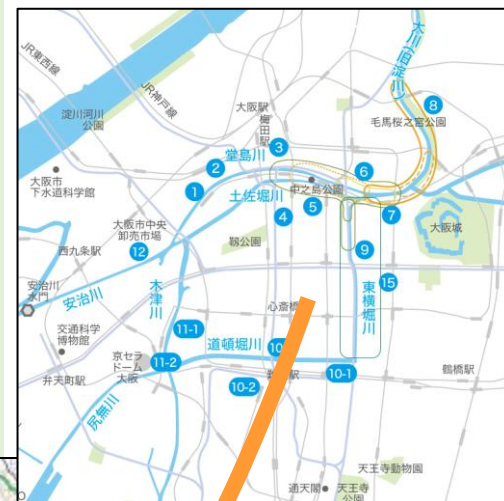 JR東西線
JR神戸線
大川(旧淀川)
8
淀川河川
公園
大阪駅
梅田駅
毛馬桜之宮公園
3
堂島川
2
6
大阪市
下水道科学館
1
中之島公園
土佐堀川
4
5
7
大阪城
大阪市中央
卸売市場
靱公園
西九条駅
12
9
安治川
水門
安治川
木津川
東横堀川
15
心斎橋
交通科学
博物館
11-1
道頓堀川
10
京セラ
ドーム
大阪
11-2
駅
10-1
鶴橋駅
弁天町駅
10-2
尻無川
天王寺動物園
通天閣
天王寺
公園